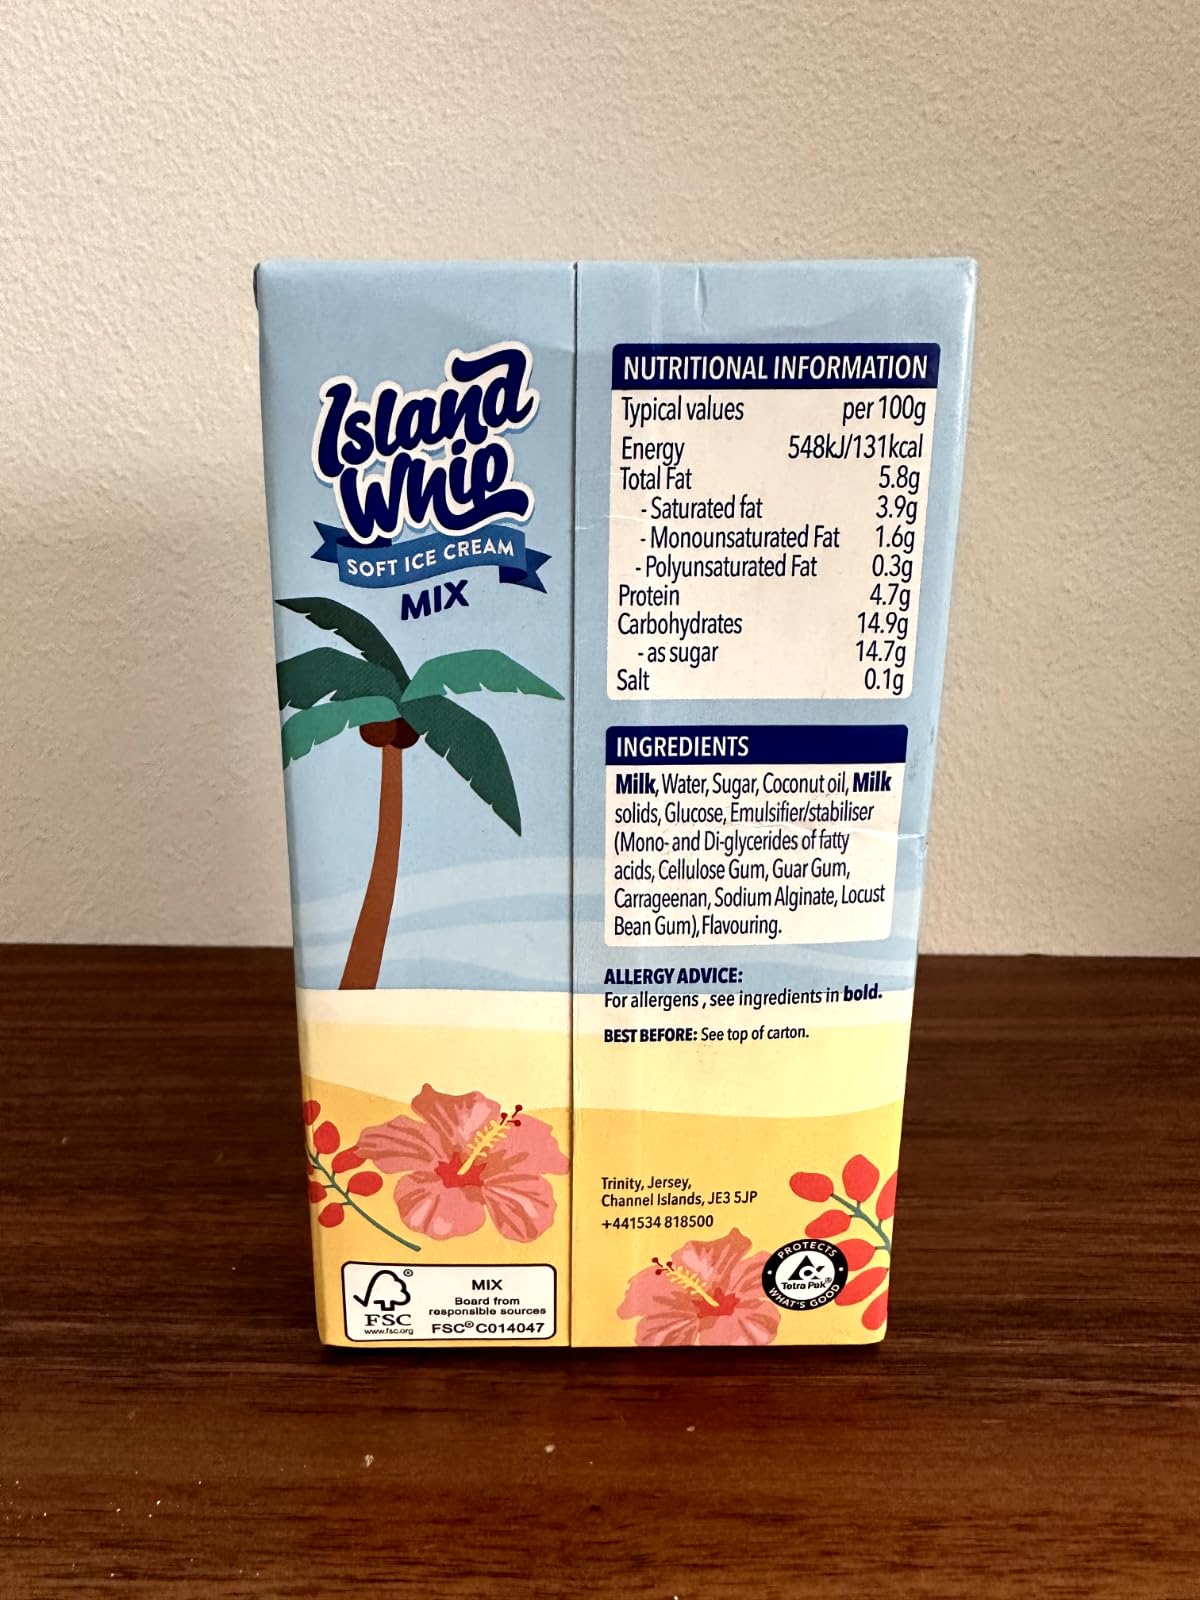 Island
Whip
SOFT ICE CREAM
MIX
FSC®
www.fsc.org
MIX
Board from
responsible sources
FSC® C014047
NUTRITIONAL INFORMATION
Typical values per 100g
Energy 548kJ/131kcal
Total Fat 5.8g
- Saturated fat 3.9g
- Monounsaturated Fat 1.6g
- Polyunsaturated Fat 0.3g
Protein 4.7g
Carbohydrates 14.9g
- as sugar 14.7g
Salt 0.1g
INGREDIENTS
Milk, Water, Sugar, Coconut oil, Milk
solids, Glucose, Emulsifier/stabiliser
(Mono- and Di-glycerides of fatty
acids, Cellulose Gum, Guar Gum,
Carrageenan, Sodium Alginate, Locust
Bean Gum), Flavouring.
ALLERGY ADVICE:
For allergens , see ingredients in bold.
BEST BEFORE: See top of carton.
Trinity, Jersey,
Channel Islands, JE3 5JP
+441534 818500
PROTECTS
Tetra Pak®
WHAT'S GOOD